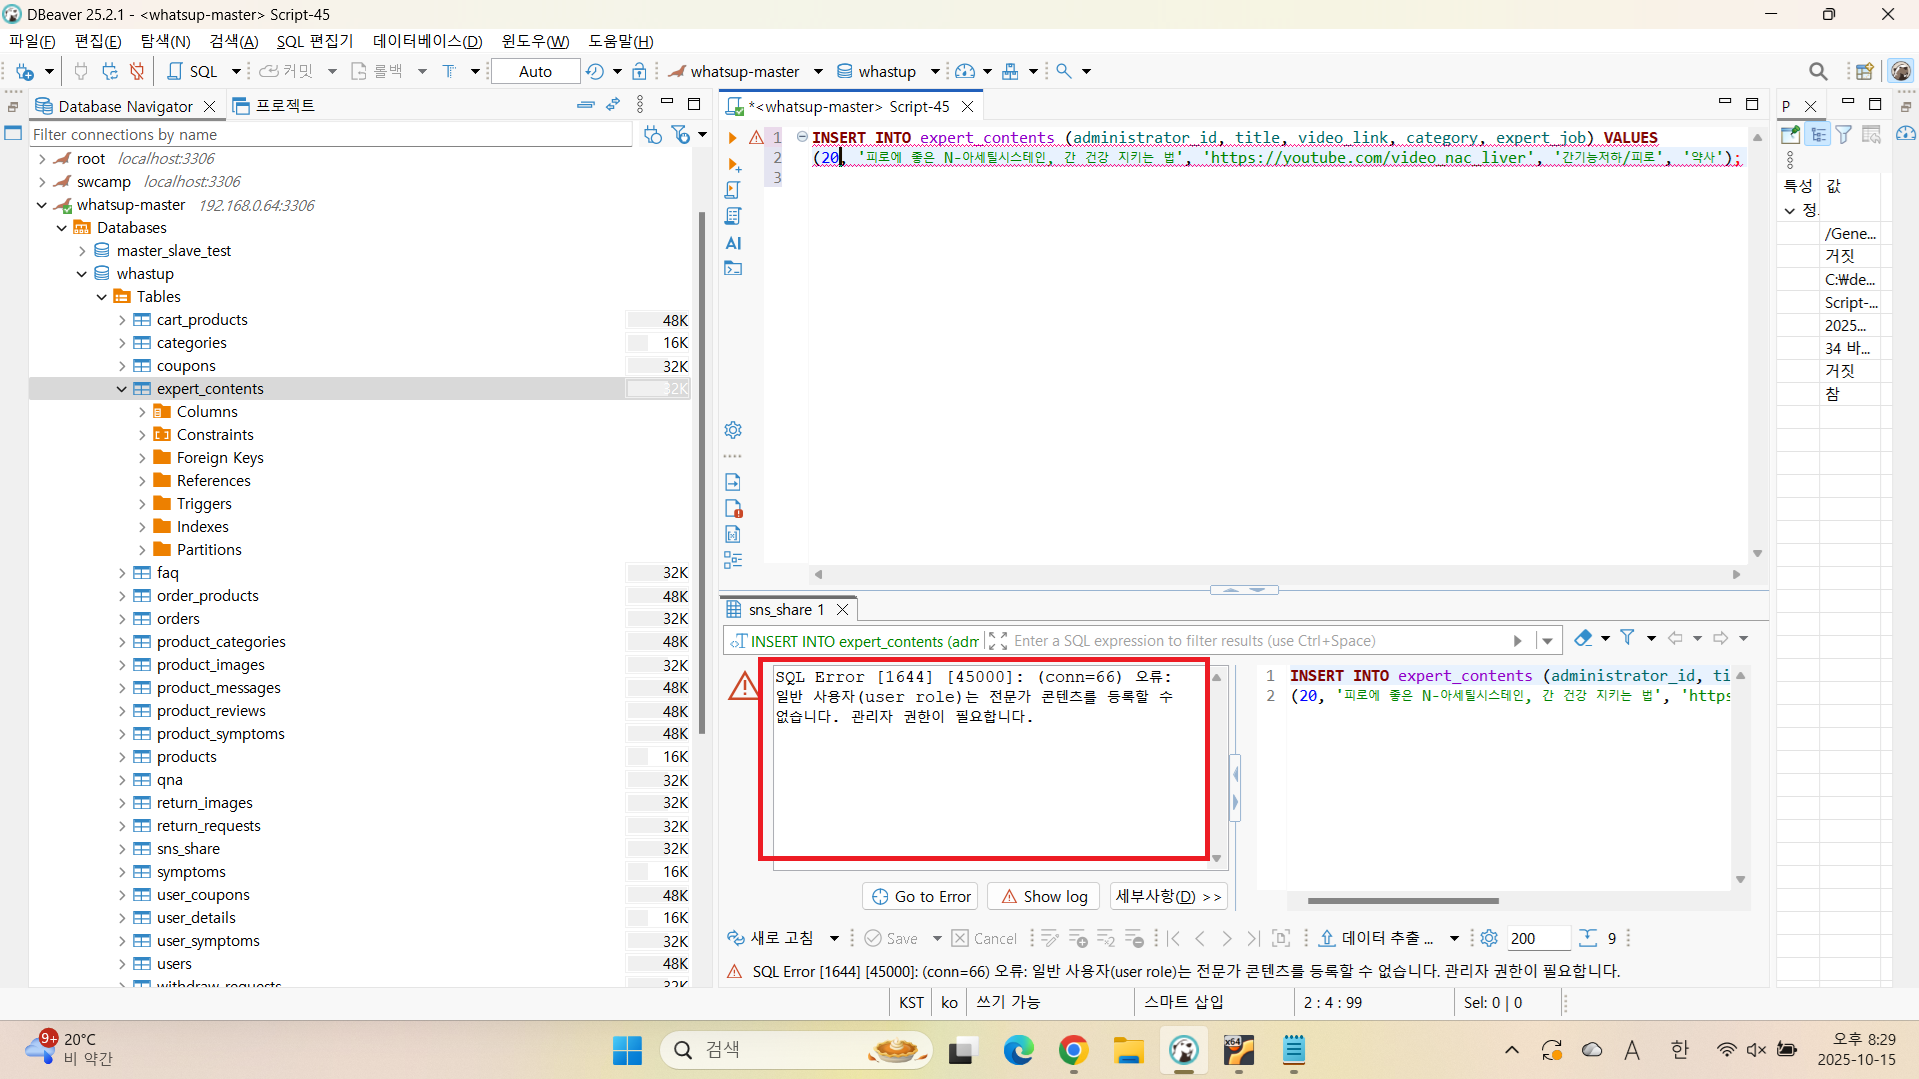 DBeaver 25.2.1 - <whatsup-master> Script-45
파일(F) 편집(E) 탐색(N) 검색(A) SQL 편집기 데이터베이스(D) 윈도우(W) 도움말(H)
SQL 커밋 롤백 T Auto whatsup-master whastup
Database Navigator 프로젝트
Filter connections by name
root localhost:3306
swcamp localhost:3306
whatsup-master 192.168.0.64:3306
Databases
master_slave_test
whastup
Tables
cart_products 48K
categories 16K
coupons 32K
expert_contents 32K
Columns
Constraints
Foreign Keys
References
Triggers
Indexes
Partitions
faq 32K
order_products 48K
orders 32K
product_categories 48K
product_images 32K
product_messages 48K
product_reviews 48K
product_symptoms 48K
products 16K
qna 32K
return_images 32K
return_requests 32K
sns_share 32K
symptoms 16K
user_coupons 48K
user_details 16K
user_symptoms 32K
users 48K
withdraw_requests 32K
*<whatsup-master> Script-45
AI
1 INSERT INTO expert_contents (administrator_id, title, video_link, category, expert_job) VALUES
2 (20, '피로에 좋은 N-아세틸시스테인, 간 건강 지키는 법', 'https://youtube.com/video_nac_liver', '간기능저하/피로', '약사');
3
sns_share 1
INSERT INTO expert_contents (adm Enter a SQL expression to filter results (use Ctrl+Space)
SQL Error [1644] [45000]: (conn=66) 오류:
일반 사용자(user role)는 전문가 콘텐츠를 등록할 수
없습니다. 관리자 권한이 필요합니다.
1 INSERT INTO expert_contents (administrator_id, ti
2 (20, '피로에 좋은 N-아세틸시스테인, 간 건강 지키는 법', 'https
Go to Error Show log 세부사항(D) >>
새로 고침 Save Cancel 데이터 추출 ... 200 9
SQL Error [1644] [45000]: (conn=66) 오류: 일반 사용자(user role)는 전문가 콘텐츠를 등록할 수 없습니다. 관리자 권한이 필요합니다.
KST ko 쓰기 가능 스마트 삽입 2 : 4 : 99 Sel: 0 | 0
P
특성 값
정
/Gene...
거짓
C:₩de...
Script-...
2025...
34 바...
거짓
참
9+ 20°C
비 약간
검색
x64
A 한
오후 8:29
2025-10-15